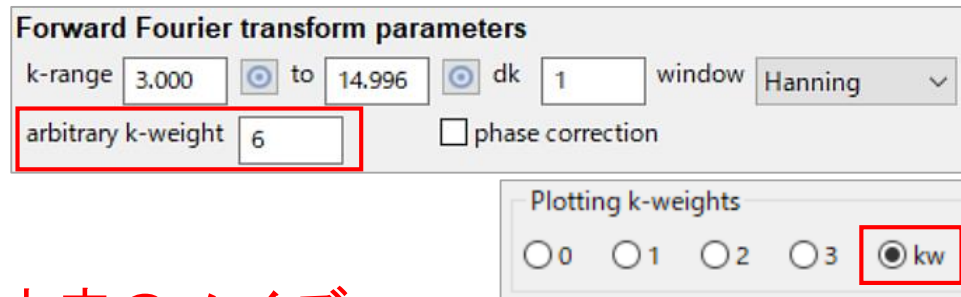 Forward Fourier transform parameters
k-range 3.000 to 14.996 dk 1 window Hanning
arbitrary k-weight 6 phase correction
Plotting k-weights
0 1 2 3 kw